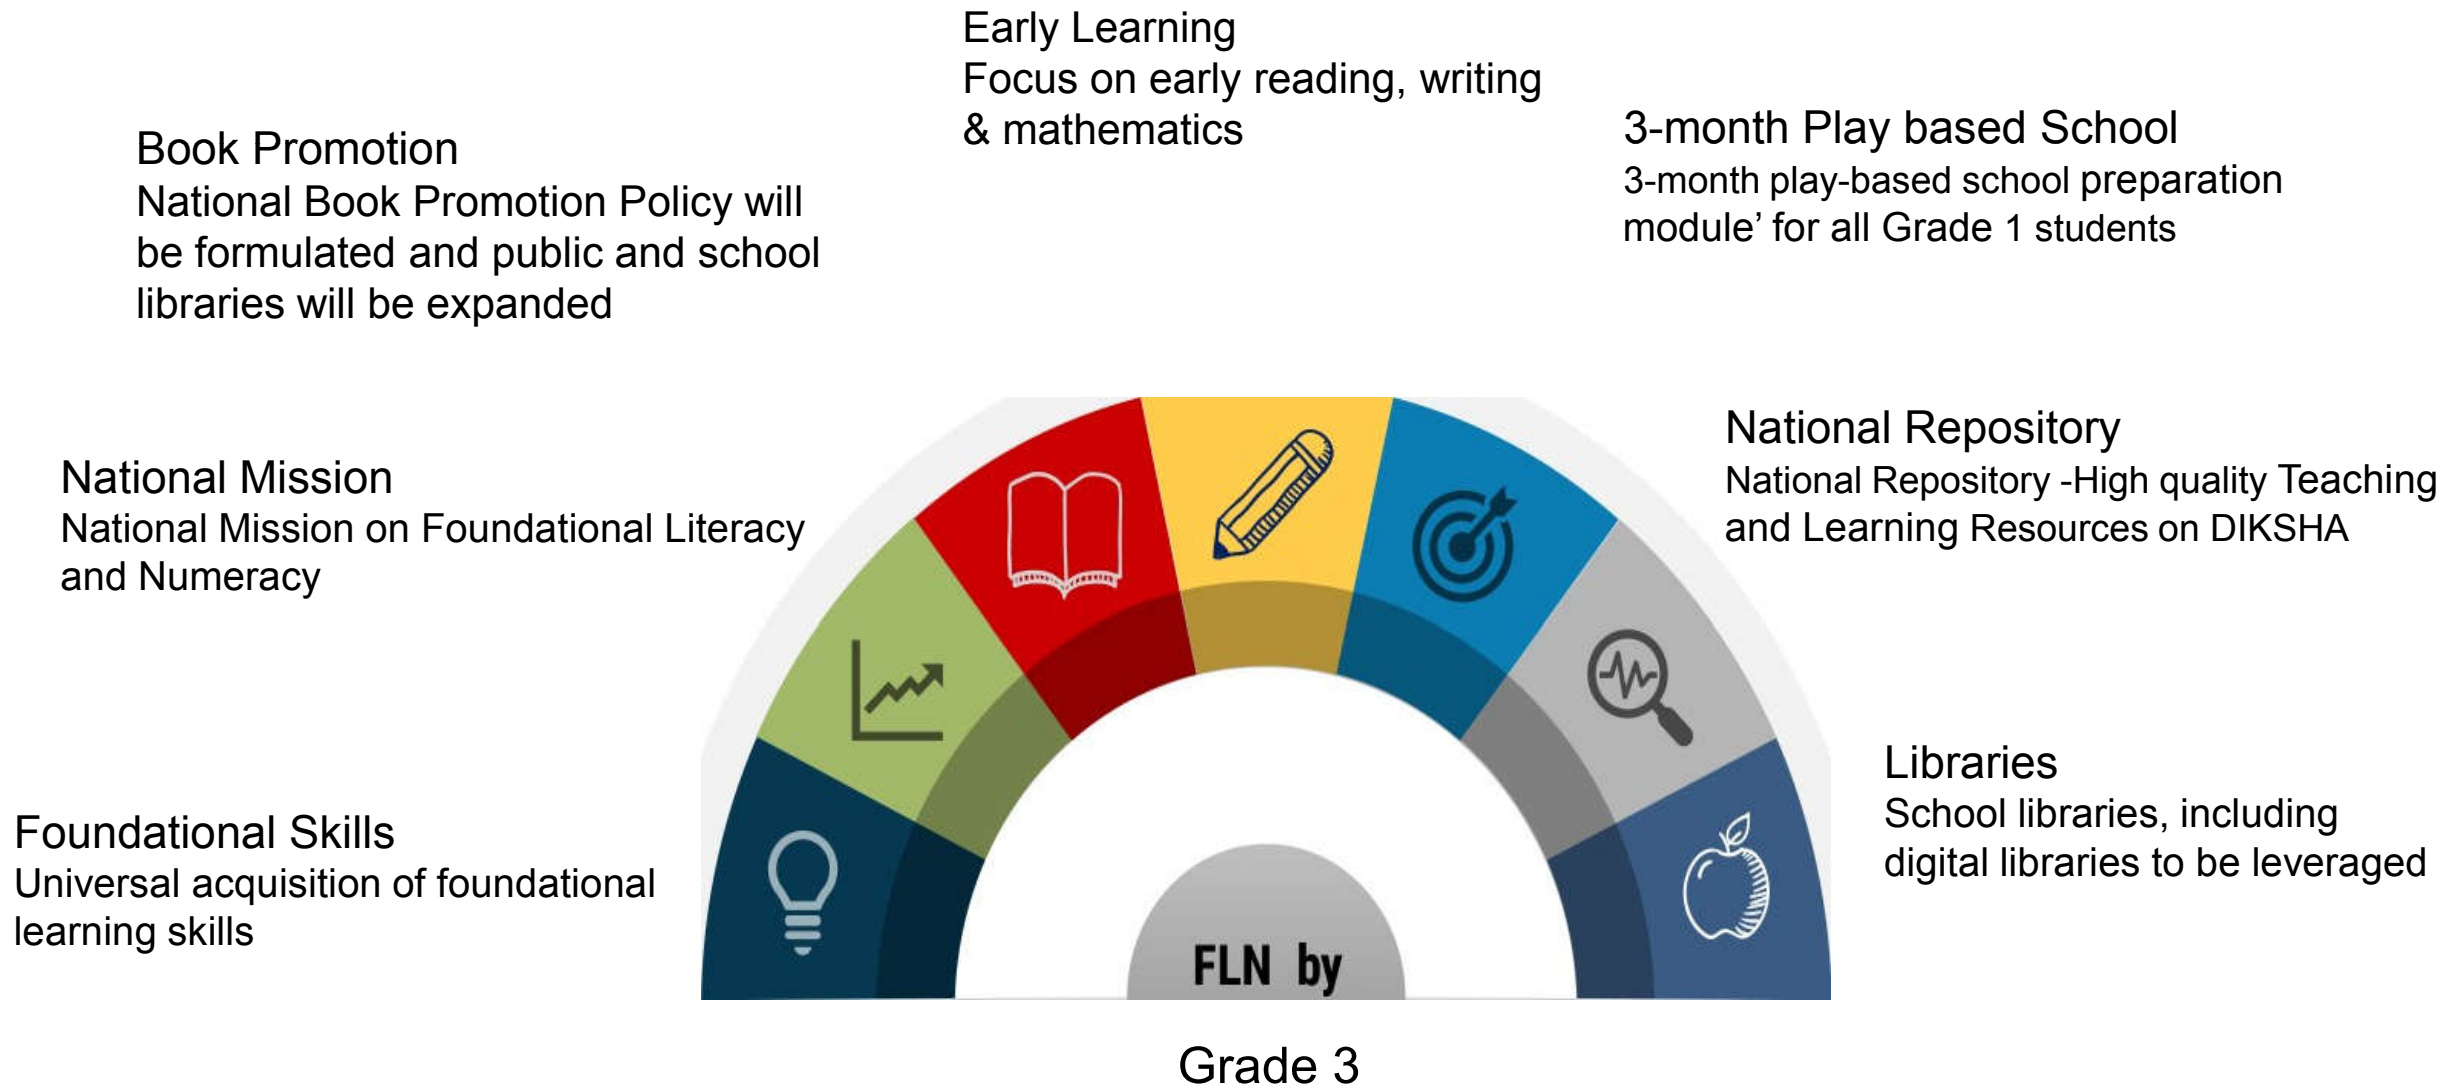 Early Learning
Focus on early reading, writing
& mathematics
Book Promotion
National Book Promotion Policy will
be formulated and public and school
libraries will be expanded
3-month Play based School
3-month play-based school preparation
module’ for all Grade 1 students
National Mission
National Mission on Foundational Literacy
and Numeracy
National Repository
National Repository -High quality Teaching
and Learning Resources on DIKSHA
Foundational Skills
Universal acquisition of foundational
learning skills
Libraries
School libraries, including
digital libraries to be leveraged
FLN by
Grade 3